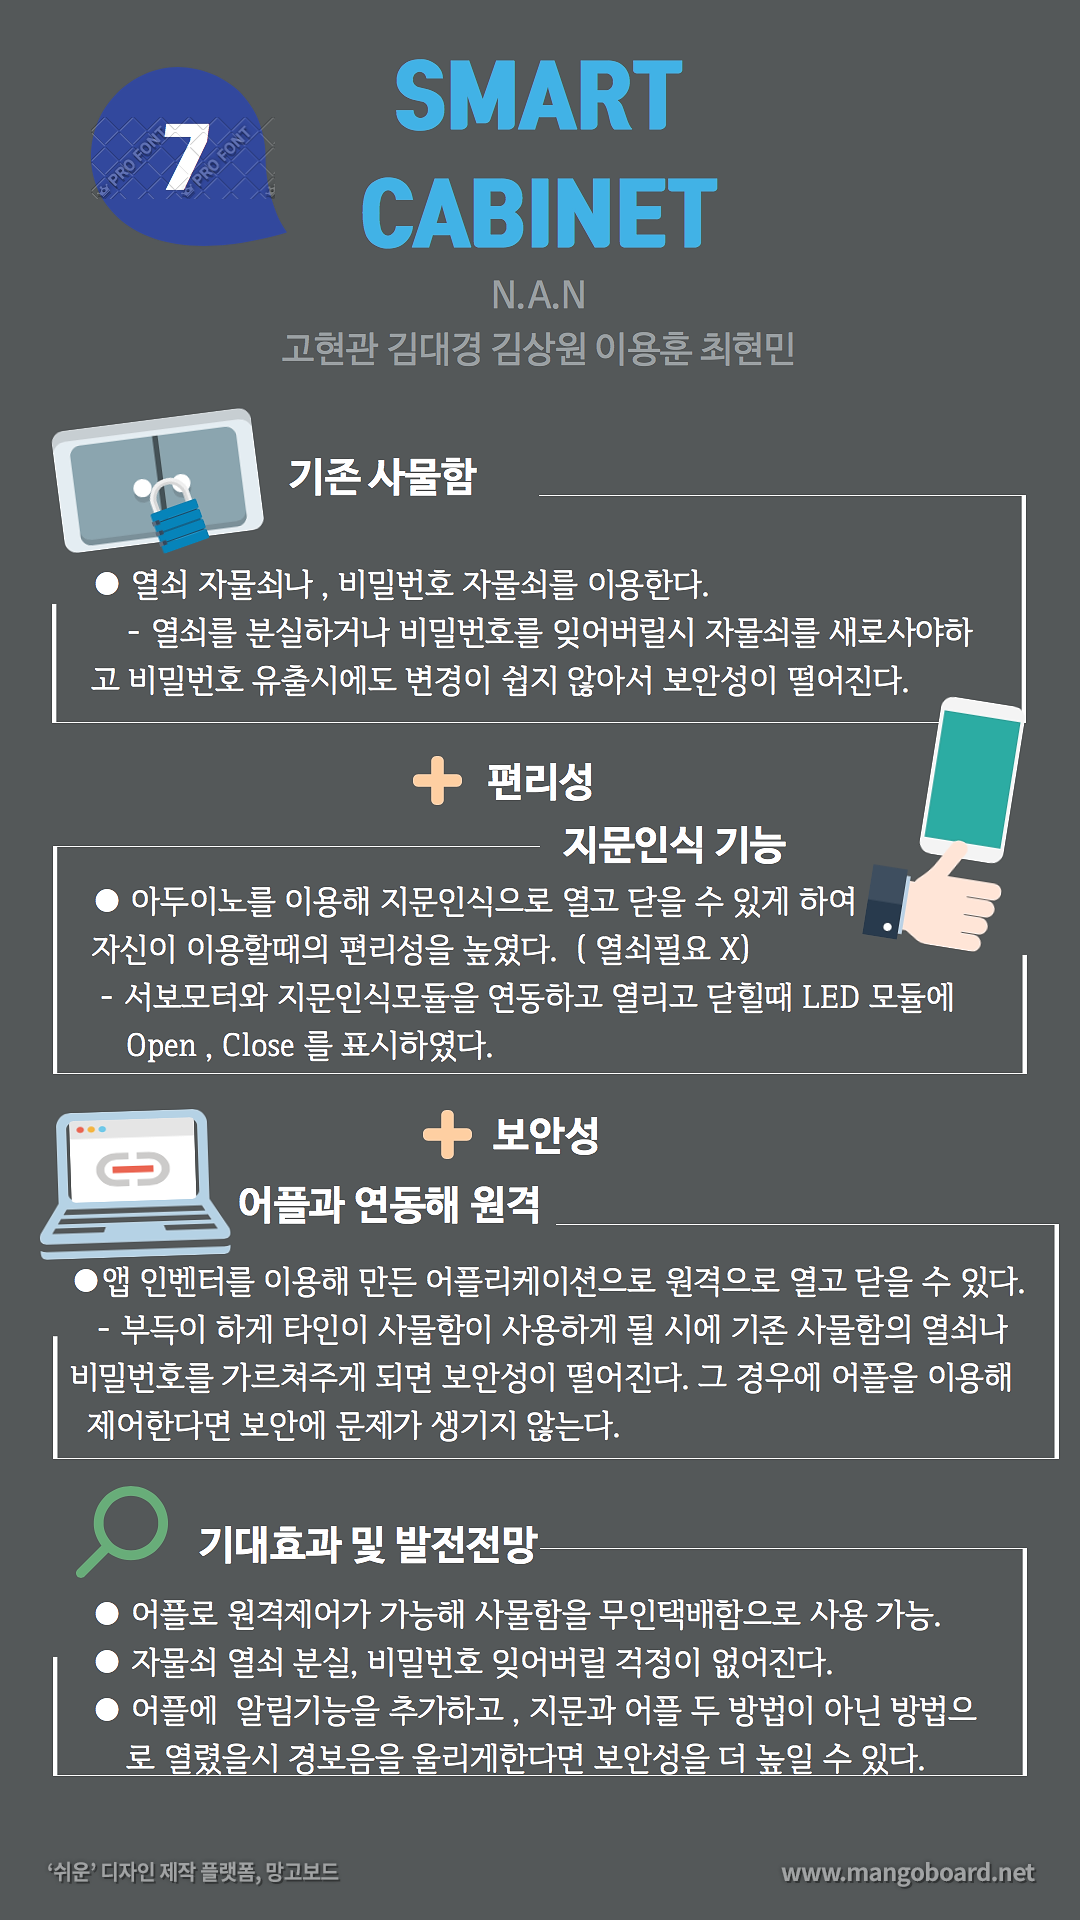 7
SMART
CABINET
PRO FONT PRO FONT
N.A.N
고현관 김대경 김상원 이용훈 최현민
기존 사물함
● 열쇠 자물쇠나 , 비밀번호 자물쇠를 이용한다.
- 열쇠를 분실하거나 비밀번호를 잊어버릴시 자물쇠를 새로사야하
고 비밀번호 유출시에도 변경이 쉽지 않아서 보안성이 떨어진다.
+ 편리성
지문인식 기능
● 아두이노를 이용해 지문인식으로 열고 닫을 수 있게 하여
자신이 이용할때의 편리성을 높였다. ( 열쇠필요 X)
- 서보모터와 지문인식모듈을 연동하고 열리고 닫힐때 LED 모듈에
Open , Close 를 표시하였다.
+ 보안성
어플과 연동해 원격
●앱 인벤터를 이용해 만든 어플리케이션으로 원격으로 열고 닫을 수 있다.
- 부득이 하게 타인이 사물함이 사용하게 될 시에 기존 사물함의 열쇠나
비밀번호를 가르쳐주게 되면 보안성이 떨어진다. 그 경우에 어플을 이용해
제어한다면 보안에 문제가 생기지 않는다.
기대효과 및 발전전망
● 어플로 원격제어가 가능해 사물함을 무인택배함으로 사용 가능.
● 자물쇠 열쇠 분실, 비밀번호 잊어버릴 걱정이 없어진다.
● 어플에 알림기능을 추가하고 , 지문과 어플 두 방법이 아닌 방법으
로 열렸을시 경보음을 울리게한다면 보안성을 더 높일 수 있다.
‘쉬운’ 디자인 제작 플랫폼, 망고보드
www.mangoboard.net